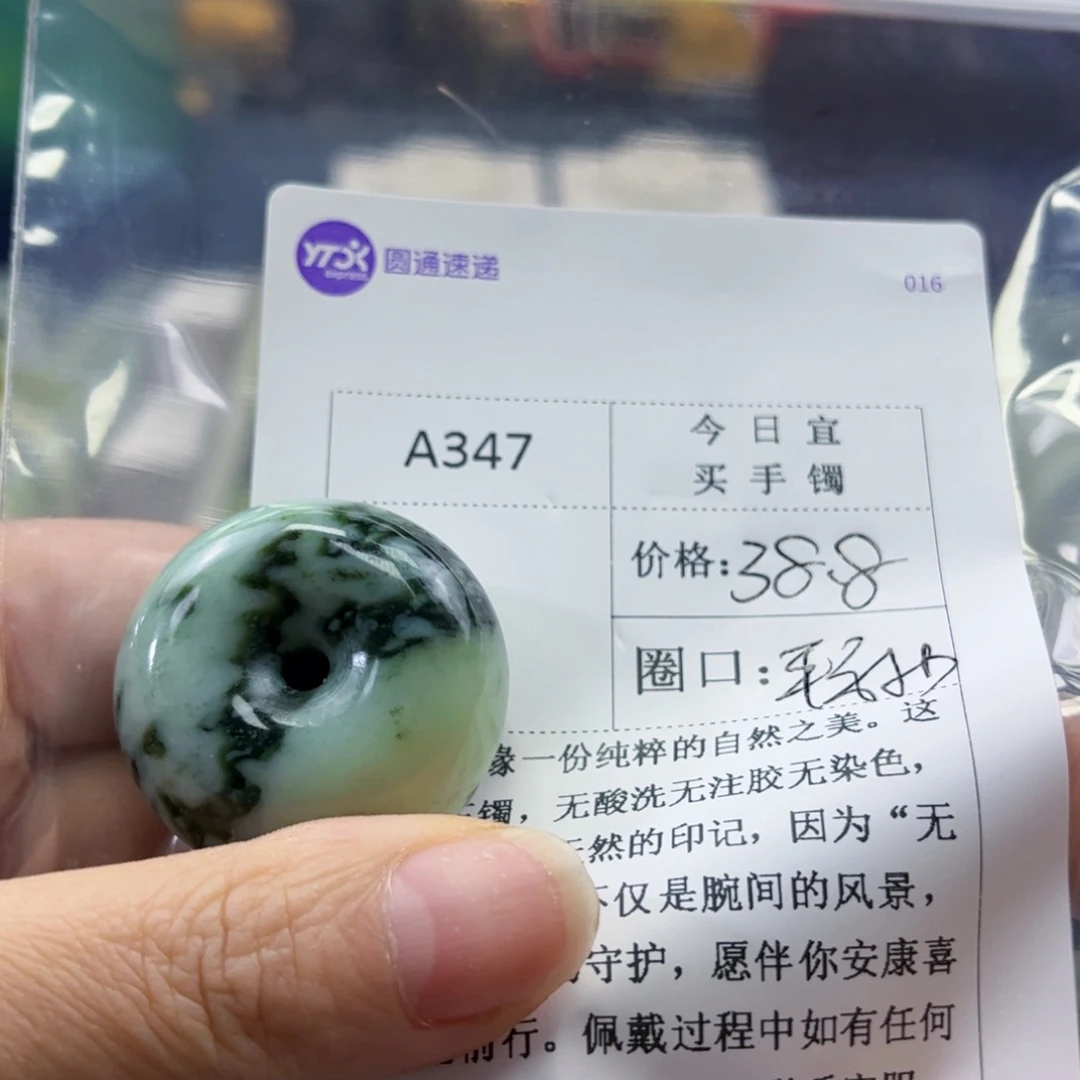 YTO
express
圆通速递
016
A347
今日宜
买手镯
价格:388
圈口:
缘一份纯粹的自然之美。这
镯，无酸洗无注胶无染色，
然的印记，因为“无
不仅是腕间的风景，
守护，愿伴你安康喜
前行。佩戴过程中如有任何